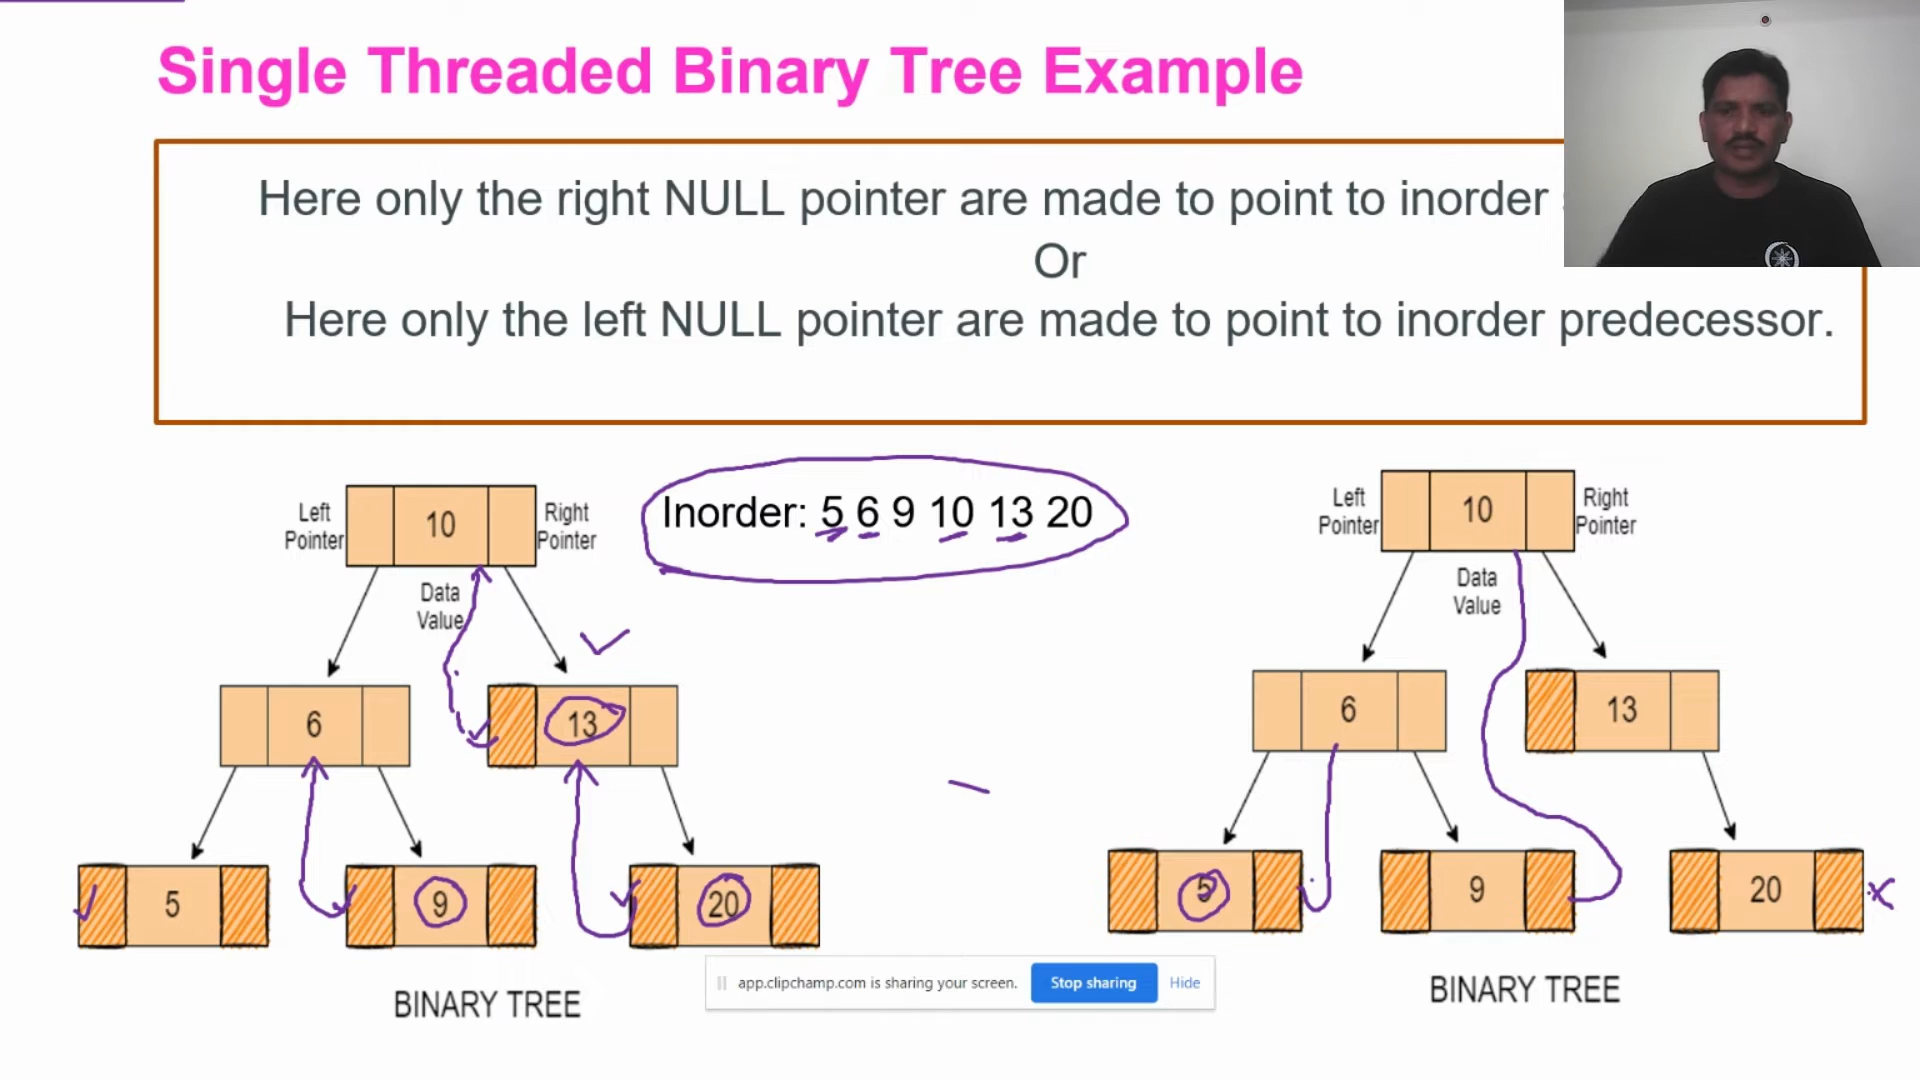 Single Threaded Binary Tree Example
Here only the right NULL pointer are made to point to inorder
Or
Here only the left NULL pointer are made to point to inorder predecessor.
Inorder: 5 6 9 10 13 20
Left
Pointer
10
Right
Pointer
Data
Value
6
13
5
9
20
BINARY TREE
Left
Pointer
10
Right
Pointer
Data
Value
6
13
5
9
20
BINARY TREE
app.clipchamp.com is sharing your screen. Stop sharing Hide